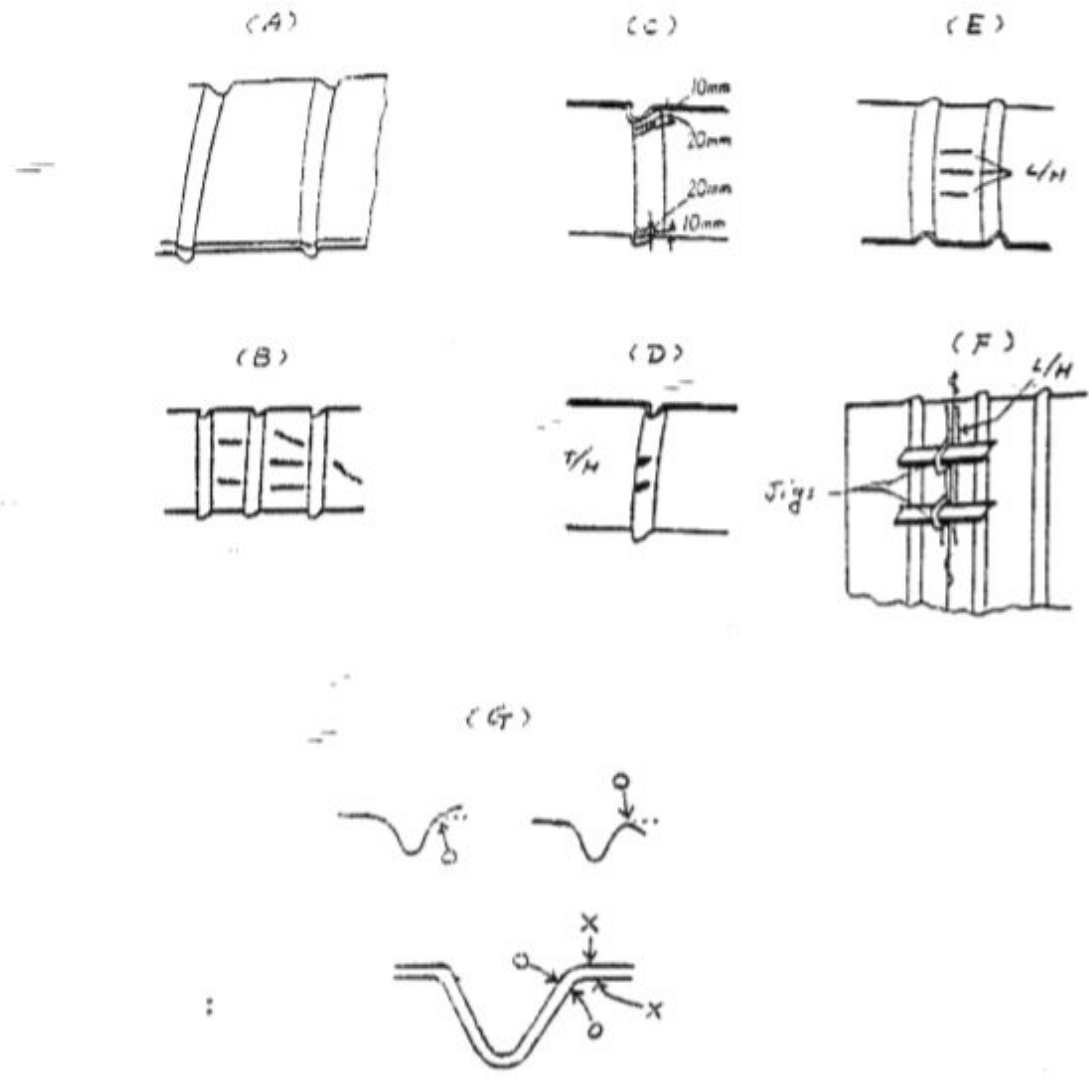 (A)
(C)
(E)
10mm
20mm
20mm
10mm
L/H
(B)
(D)
(F)
L/H
T/H
Jigs
(G)
O
O
X
O
O
X
: